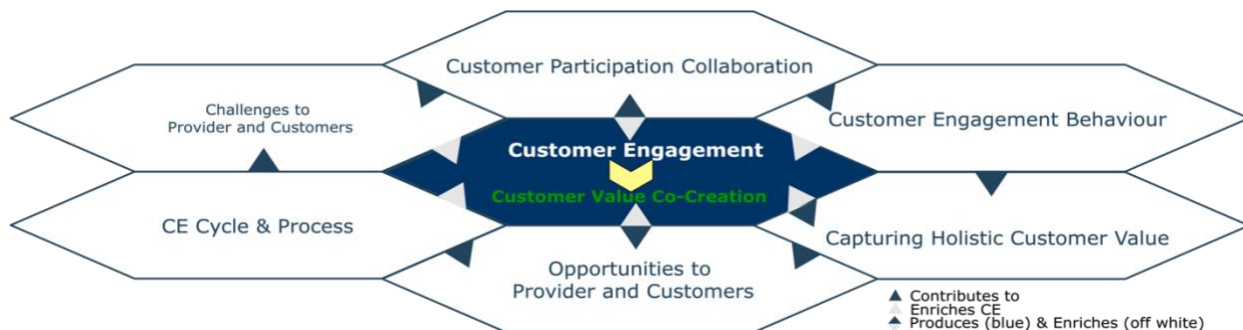 Customer Participation Collaboration
Challenges to
Provider and Customers
Customer Engagement Behaviour
Customer Engagement
Customer Value Co-Creation
CE Cycle & Process
Capturing Holistic Customer Value
Opportunities to
Provider and Customers
Contributes to
Enriches CE
Produces (blue) & Enriches (off white)